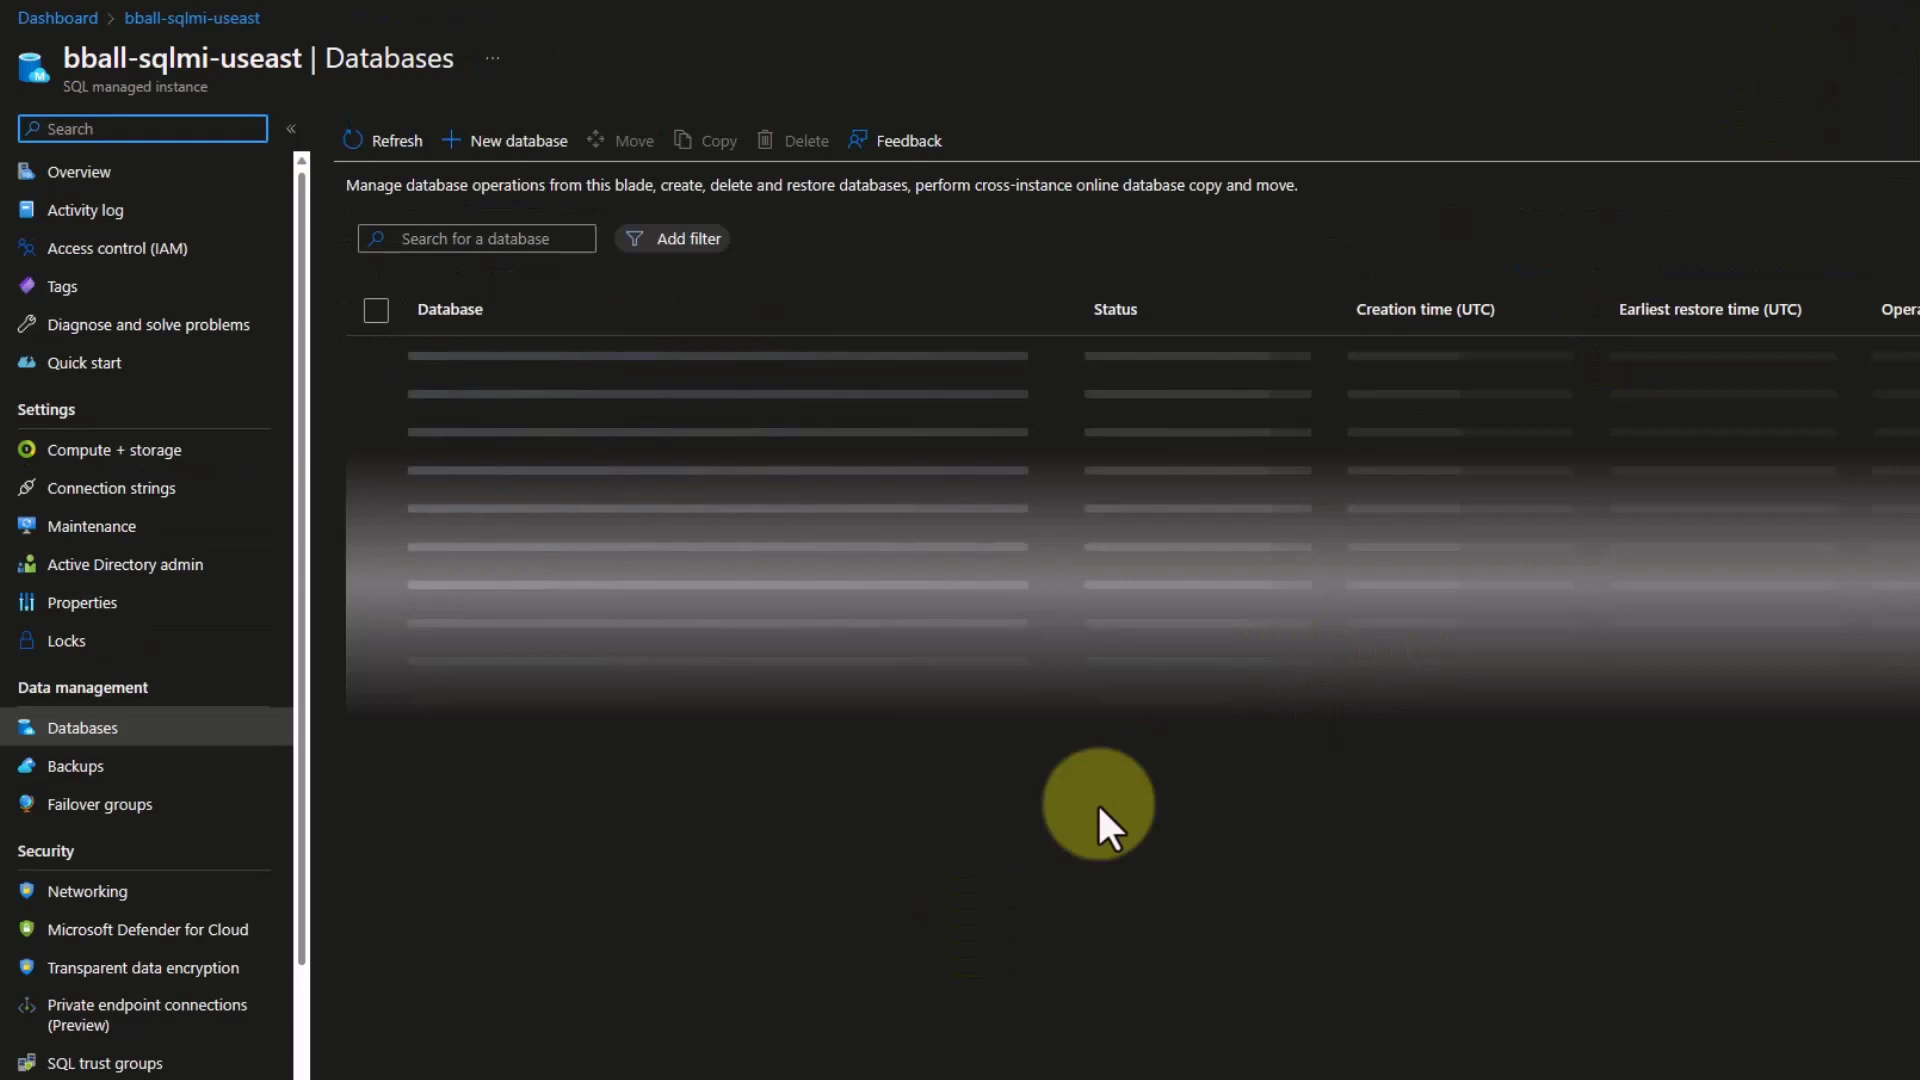 Dashboard > bball-sqlmi-useast
bball-sqlmi-useast | Databases ...
SQL managed instance
Search
«
Refresh
New database
Move
Copy
Delete
Feedback
Manage database operations from this blade, create, delete and restore databases, perform cross-instance online database copy and move.
Search for a database
Add filter
Database
Status
Creation time (UTC)
Earliest restore time (UTC)
Overview
Activity log
Access control (IAM)
Tags
Diagnose and solve problems
Quick start
Settings
Compute + storage
Connection strings
Maintenance
Active Directory admin
Properties
Locks
Data management
Databases
Backups
Failover groups
Security
Networking
Microsoft Defender for Cloud
Transparent data encryption
Private endpoint connections
(Preview)
SQL trust groups